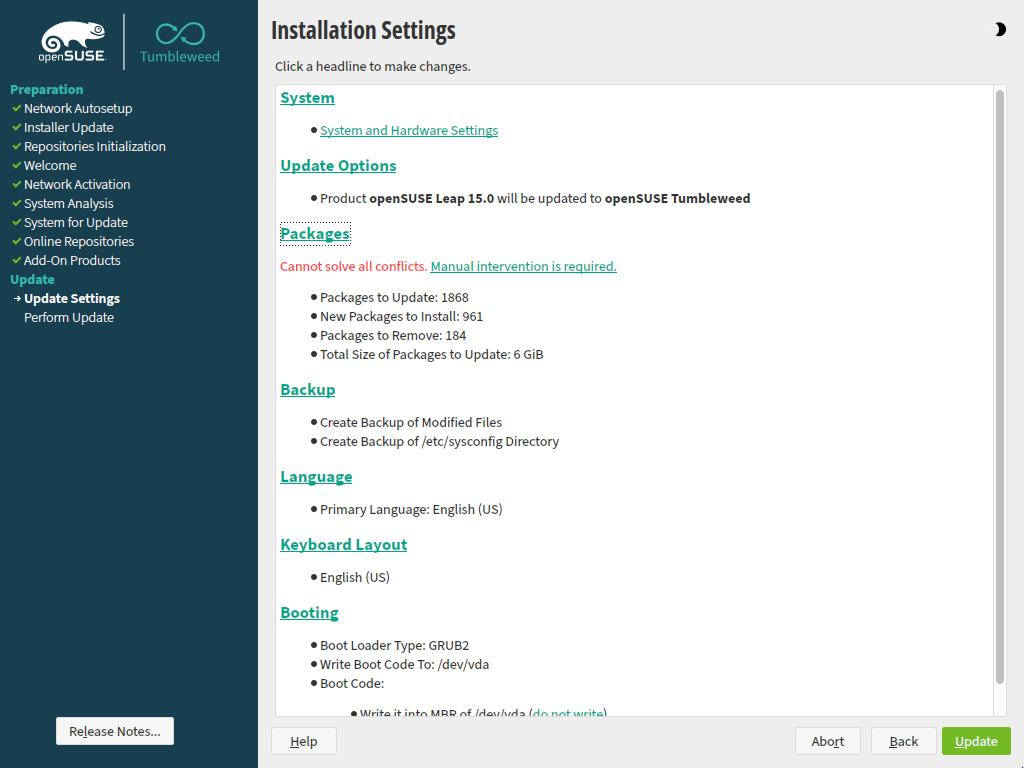 openSUSE
Tumbleweed
Preparation
Network Autosetup
Installer Update
Repositories Initialization
Welcome
Network Activation
System Analysis
System for Update
Online Repositories
Add-On Products
Update
Update Settings
Perform Update
Release Notes...
Installation Settings
Click a headline to make changes.
System
System and Hardware Settings
Update Options
Product openSUSE Leap 15.0 will be updated to openSUSE Tumbleweed
Packages
Cannot solve all conflicts. Manual intervention is required.
Packages to Update: 1868
New Packages to Install: 961
Packages to Remove: 184
Total Size of Packages to Update: 6 GiB
Backup
Create Backup of Modified Files
Create Backup of /etc/sysconfig Directory
Language
Primary Language: English (US)
Keyboard Layout
English (US)
Booting
Boot Loader Type: GRUB2
Write Boot Code To: /dev/vda
Boot Code:
Write it into MBR of /dev/vda (do not write)
Help
Abort
Back
Update